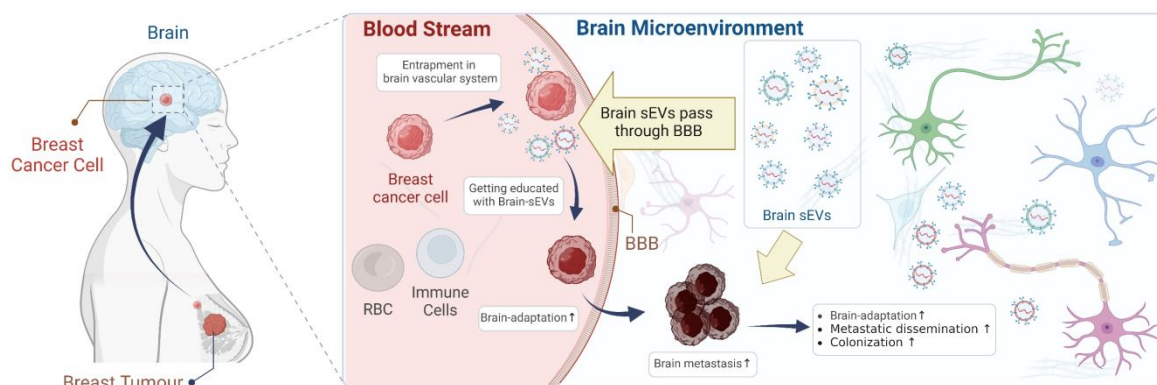 Brain
Breast
Cancer Cell
Breast Tumour
Blood Stream
Brain Microenvironment
Entrapment in
brain vascular system
Breast
cancer cell
Getting educated
with Brain-sEVs
RBC
Immune
Cells
Brain-adaptation↑
Brain sEVs pass
through BBB
BBB
Brain sEVs
Brain metastasis↑
• Brain-adaptation↑
• Metastatic dissemination ↑
• Colonization ↑